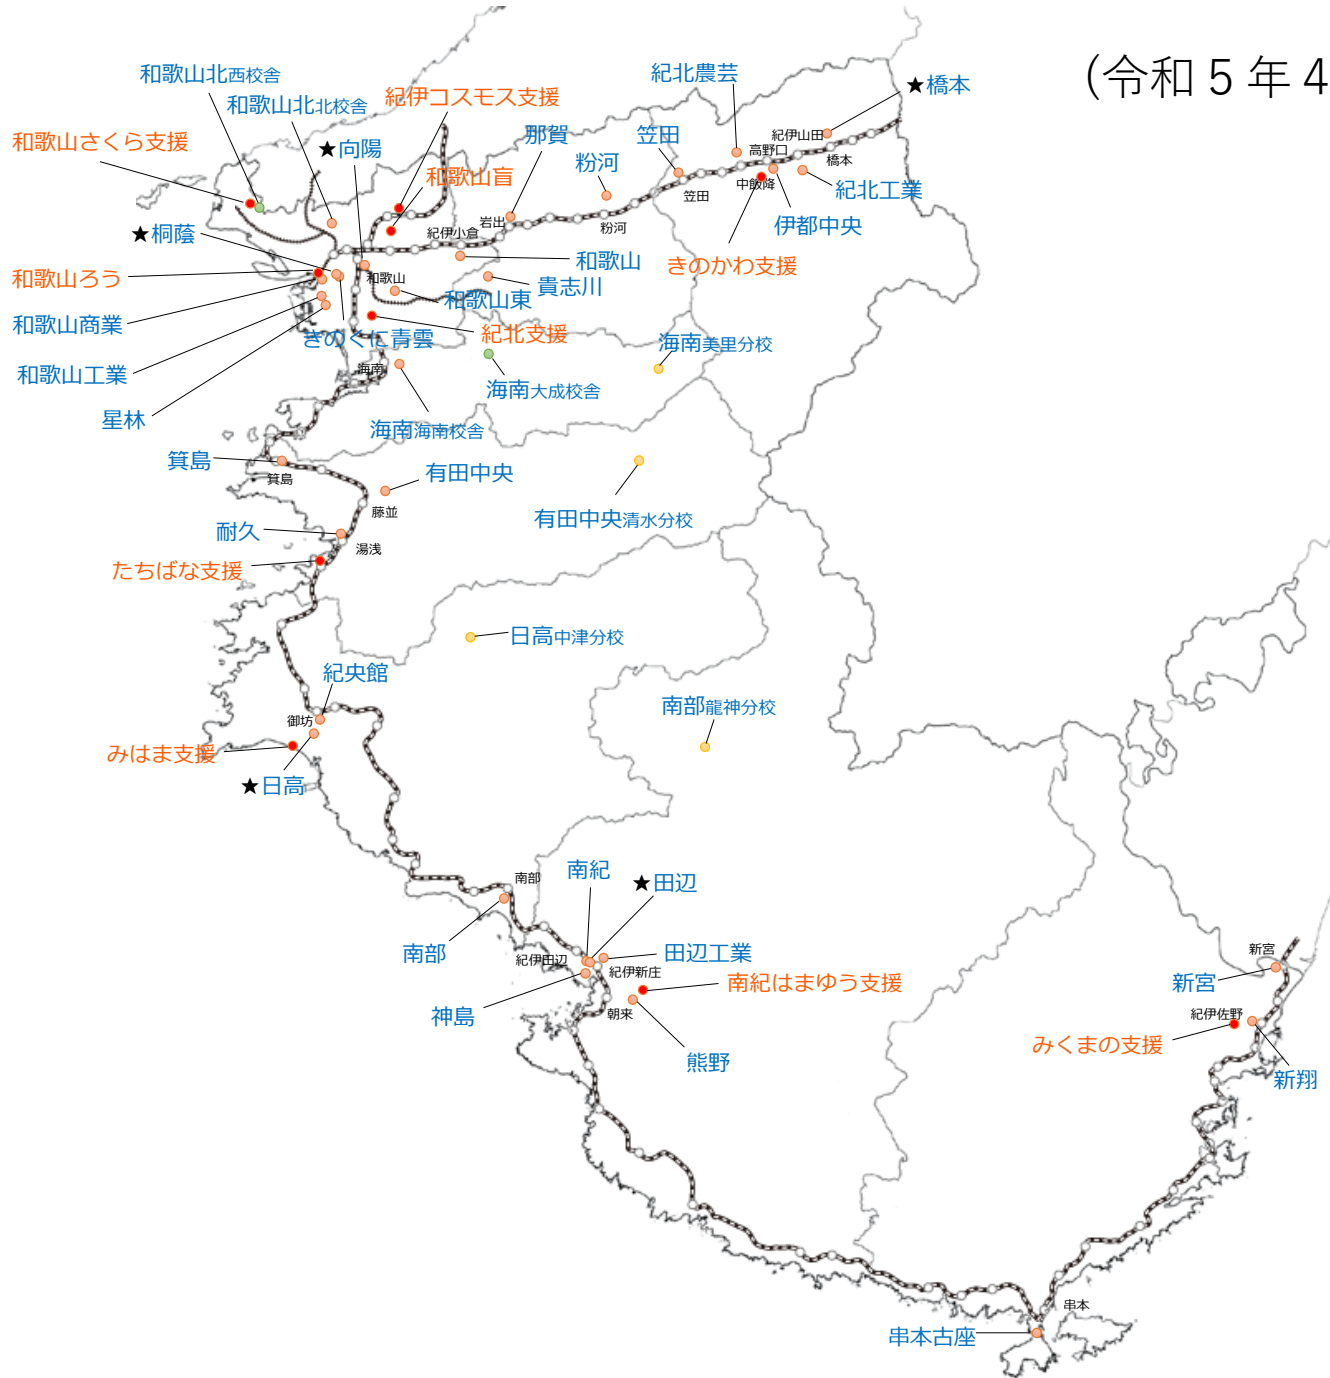 (令和５年４
和歌山北西校舎
和歌山北北校舎
紀伊コスモス支援
紀北農芸
★橋本
和歌山さくら支援
★向陽
那賀
笠田
紀伊山田
高野口
橋本
粉河
和歌山盲
中飯降
紀北工業
笠田
伊都中央
★桐蔭
紀伊小倉
岩出
粉河
和歌山ろう
和歌山
和歌山
きのかわ支援
貴志川
和歌山東
和歌山商業
きのくに青雲
紀北支援
海南美里分校
和歌山工業
海南
海南大成校舎
星林
海南海南校舎
箕島
箕島
有田中央
藤並
有田中央清水分校
耐久
湯浅
たちばな支援
日高中津分校
紀央館
南部龍神分校
御坊
みはま支援
★日高
南部
南紀
★田辺
南部
田辺工業
紀伊田辺
紀伊新庄
南紀はまゆう支援
神島
朝来
熊野
新宮
新宮
紀伊佐野
みくまの支援
新翔
串本
串本古座